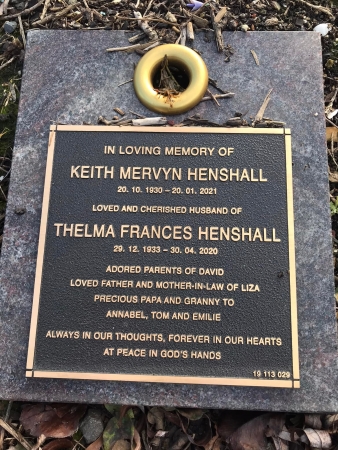 IN LOVING MEMORY OF
KEITH MERVYN HENSHALL
20. 10. 1930 – 20. 01. 2021
LOVED AND CHERISHED HUSBAND OF
THELMA FRANCES HENSHALL
29. 12. 1933 - 30. 04. 2020
ADORED PARENTS OF DAVID
LOVED FATHER AND MOTHER-IN-LAW OF LIZA
PRECIOUS PAPA AND GRANNY TO
ANNABEL, TOM AND EMILIE
ALWAYS IN OUR THOUGHTS, FOREVER IN OUR HEARTS
AT PEACE IN GOD'S HANDS
19 113 029